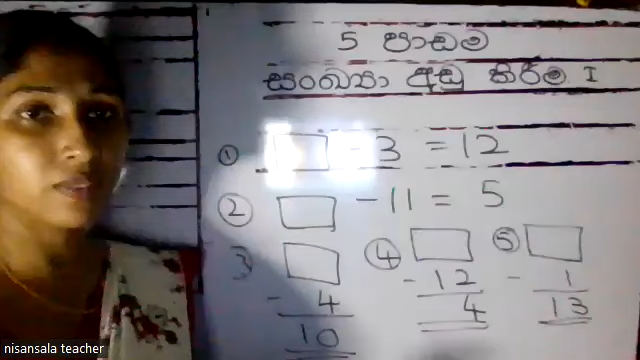 5 පාඩම
සංඛ්‍යා අඩු කිරීම I
① □ - 3 = 12
② □ - 11 = 5
3 □ ④ □ ⑤ □
- 4 - 12 - 1
10 4 13
nisansala teacher